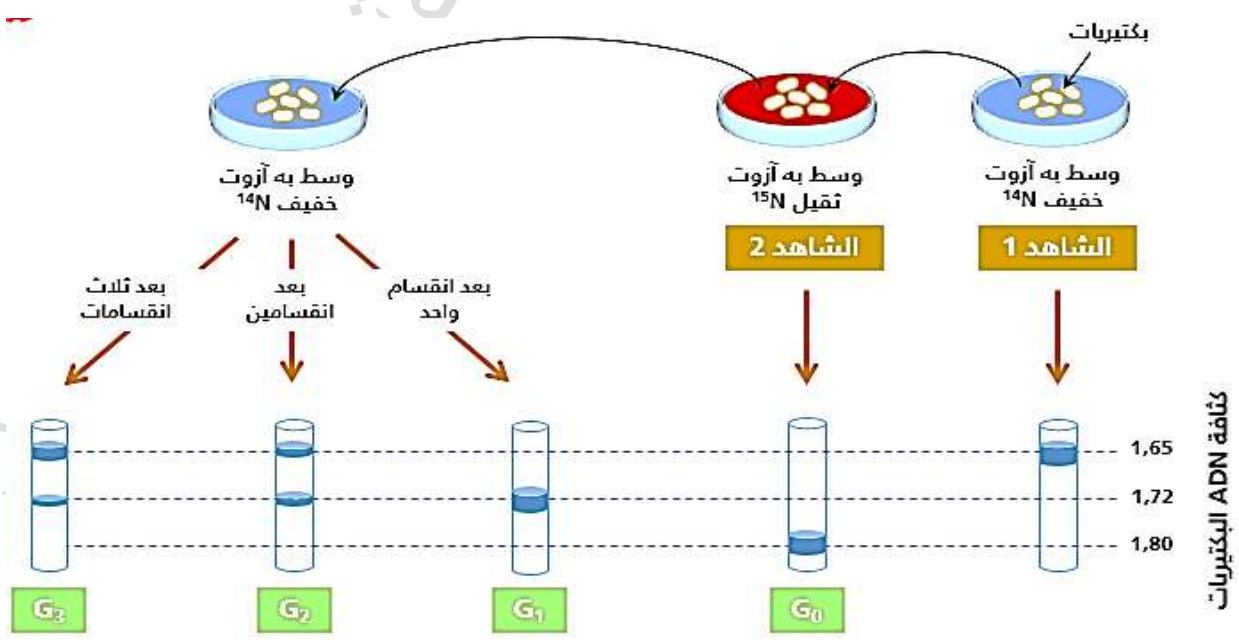 بكتيريات
وسط به آزوت
خفيف ¹⁴N
الشاهد 1
وسط به آزوت
ثقيل ¹⁵N
الشاهد 2
وسط به آزوت
خفيف ¹⁴N
بعد انقسام
واحد
بعد
انقسامين
بعد ثلاث
انقسامات
كثافة ADN البكتيريات
1,65
1,72
1,80
G₀
G₁
G₂
G₃